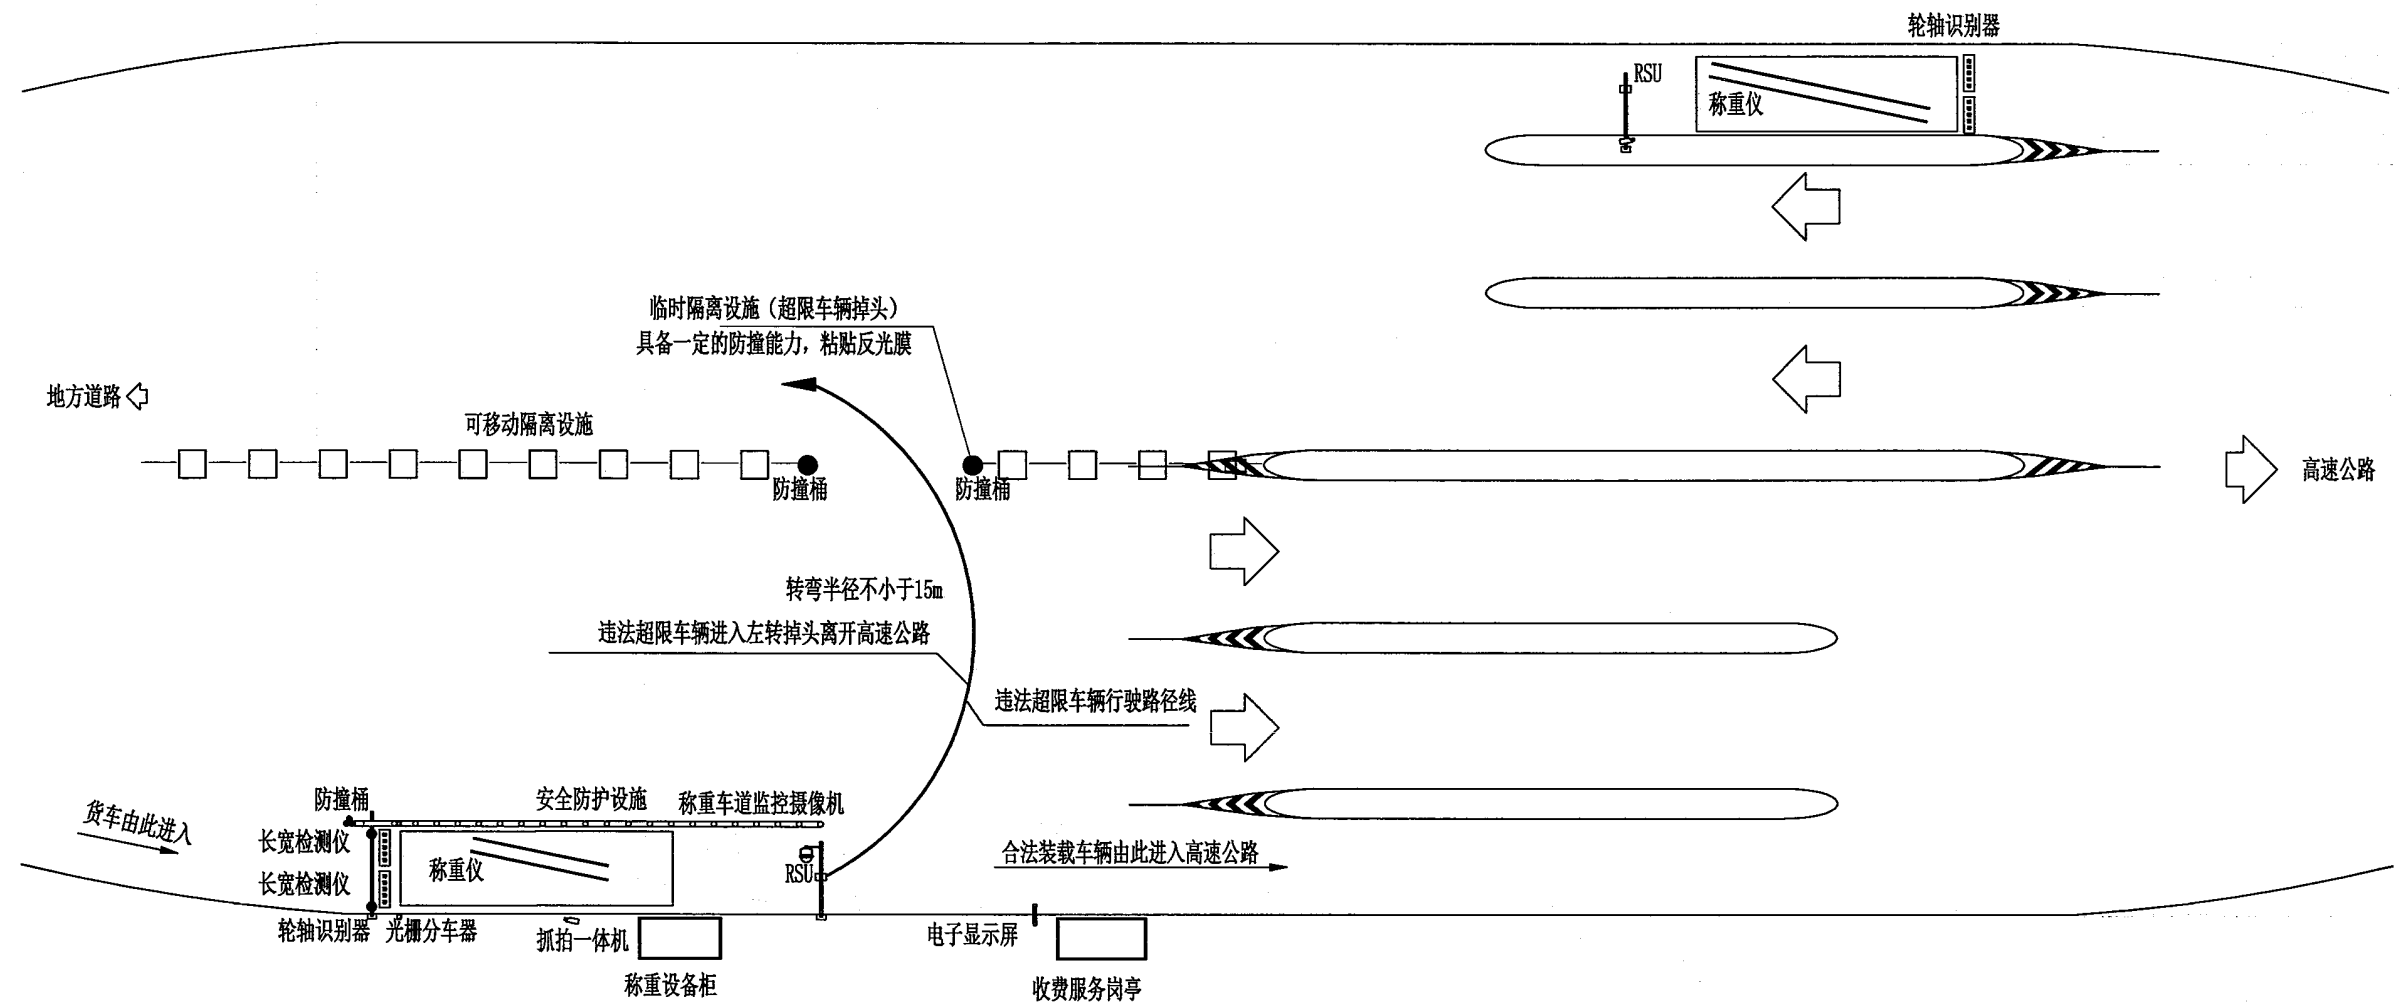 轮轴识别器
RSU
称重仪
临时隔离设施（超限车辆掉头）
具备一定的防撞能力，粘贴反光膜
地方道路
可移动隔离设施
防撞桶
防撞桶
高速公路
转弯半径不小于15m
违法超限车辆进入左转掉头离开高速公路
违法超限车辆行驶路径线
货车由此进入
防撞桶
安全防护设施
称重车道监控摄像机
长宽检测仪
长宽检测仪
称重仪
RSU
合法装载车辆由此进入高速公路
轮轴识别器
光栅分车器
抓拍一体机
电子显示屏
称重设备柜
收费服务岗亭